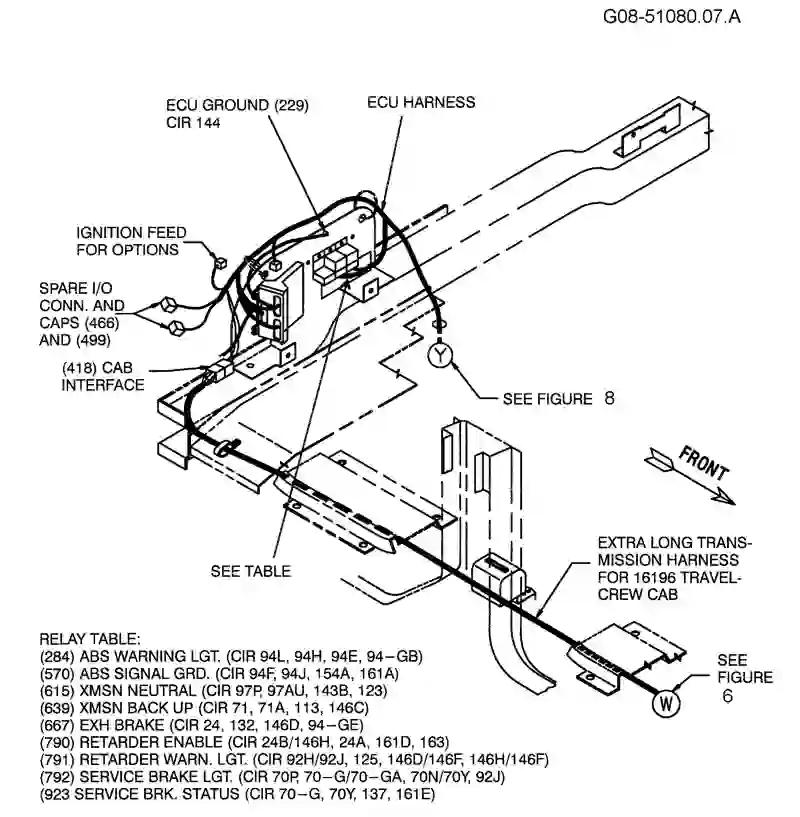 G08-51080.07.A
ECU GROUND (229)
CIR 144
ECU HARNESS
IGNITION FEED
FOR OPTIONS
SPARE I/O
CONN. AND
CAPS (466)
AND (499)
(418) CAB
INTERFACE
Y
SEE FIGURE 8
FRONT
SEE TABLE
EXTRA LONG TRANS-
MISSION HARNESS
FOR 16196 TRAVEL-
CREW CAB
SEE
FIGURE
6
W
RELAY TABLE:
(284) ABS WARNING LGT. (CIR 94L, 94H, 94E, 94-GB)
(570) ABS SIGNAL GRD. (CIR 94F, 94J, 154A, 161A)
(615) XMSN NEUTRAL (CIR 97P, 97AU, 143B, 123)
(639) XMSN BACK UP (CIR 71, 71A, 113, 146C)
(667) EXH BRAKE (CIR 24, 132, 146D, 94-GE)
(790) RETARDER ENABLE (CIR 24B/146H, 24A, 161D, 163)
(791) RETARDER WARN. LGT. (CIR 92H/92J, 125, 146D/146F, 146H/146F)
(792) SERVICE BRAKE LGT. (CIR 70P, 70-G/70-GA, 70N/70Y, 92J)
(923 SERVICE BRK. STATUS (CIR 70-G, 70Y, 137, 161E)